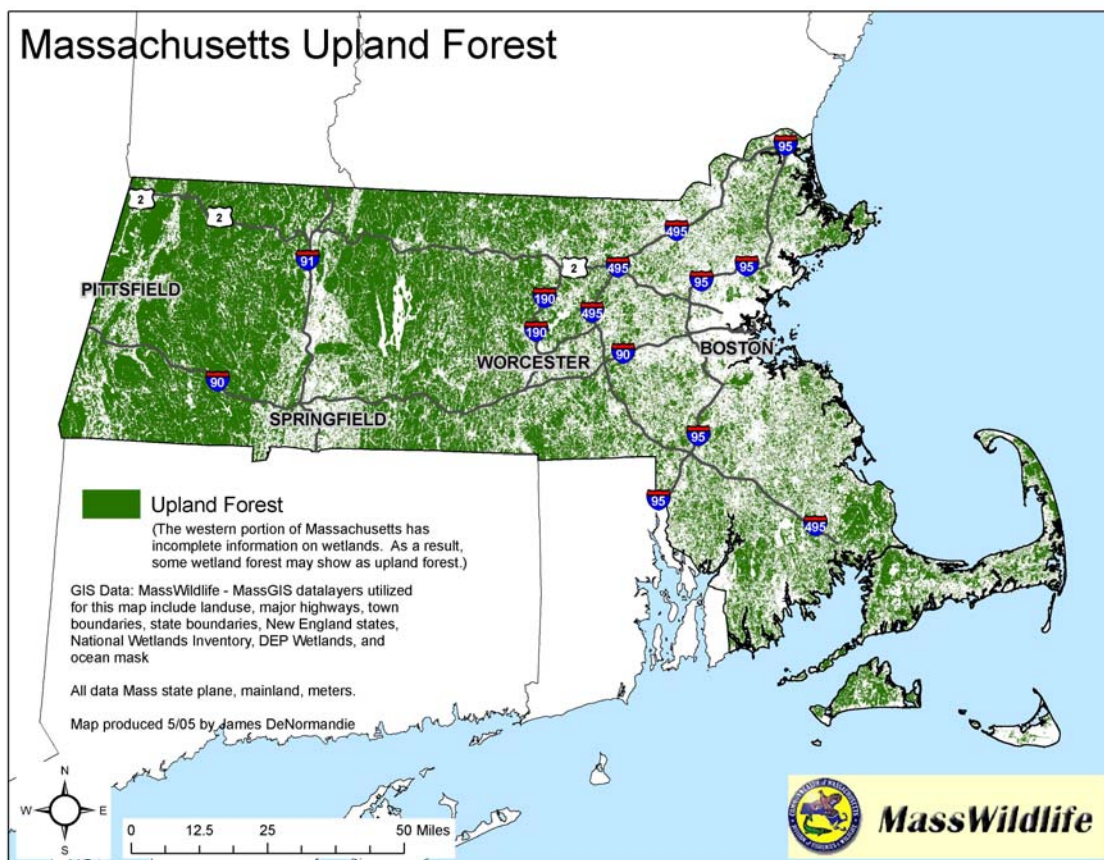 Massachusetts Upland Forest
95
2
2
495
91
495
95
95
2
PITTSFIELD
190
495
190
WORCESTER
90
BOSTON
90
SPRINGFIELD
95
95
495
Upland Forest
(The western portion of Massachusetts has
incomplete information on wetlands. As a result,
some wetland forest may show as upland forest.)
GIS Data: MassWildlife - MassGIS datalayers utilized
for this map include landuse, major highways, town
boundaries, state boundaries, New England states,
National Wetlands Inventory, DEP Wetlands, and
ocean mask
All data Mass state plane, mainland, meters.
Map produced 5/05 by James DeNormandie
N
W E
S
0 12.5 25 50 Miles
MassWildlife